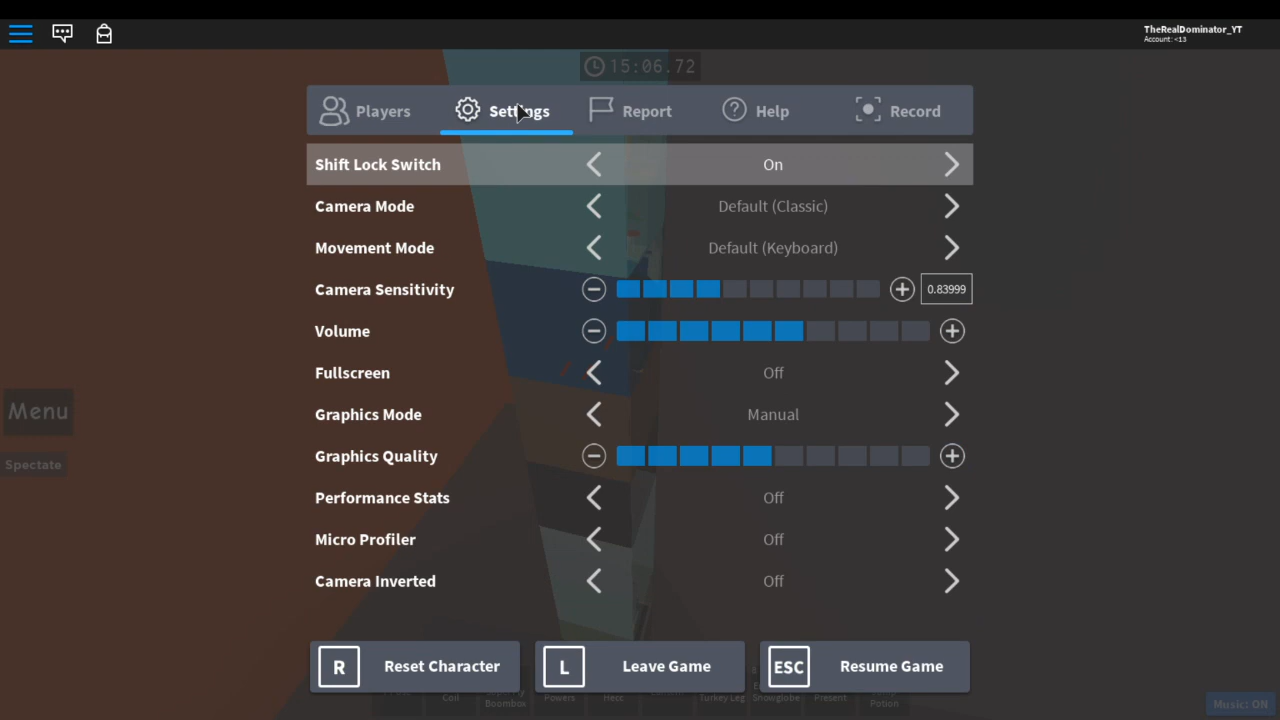 TheRealDominator_YT
Account: <13
15:06.72
Players
Settings
Report
Help
Record
Shift Lock Switch
On
Camera Mode
Default (Classic)
Movement Mode
Default (Keyboard)
Camera Sensitivity
0.83999
Volume
Fullscreen
Off
Graphics Mode
Manual
Graphics Quality
Performance Stats
Off
Micro Profiler
Off
Camera Inverted
Off
Menu
Spectate
R
Reset Character
L
Leave Game
ESC
Resume Game
Coil
Boombox
Powers
Hecc
Turkey Leg
Snowglobe
Present
Potion
Music: ON